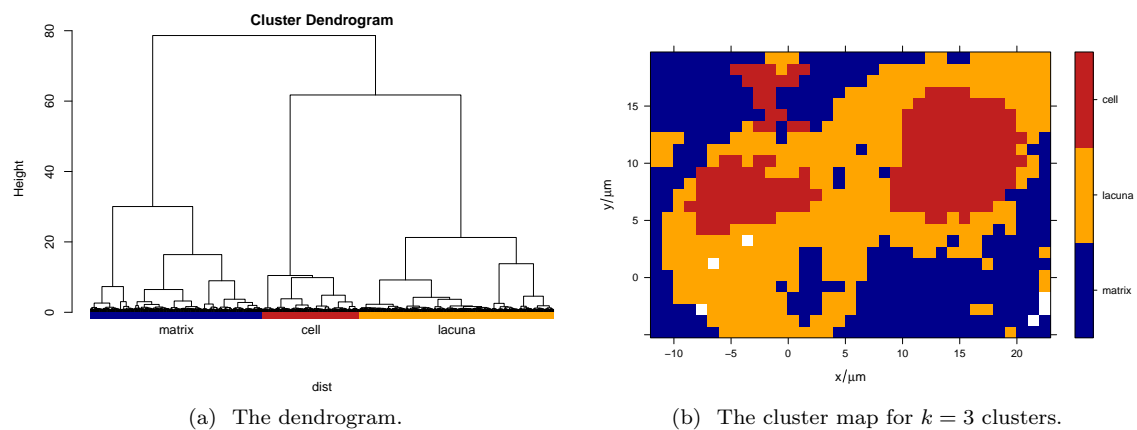 Cluster Dendrogram
Height
0
20
40
60
80
matrix
cell
lacuna
dist
(a) The dendrogram.
y/μm
0
5
10
15
−10
−5
0
5
10
15
20
x/μm
cell
lacuna
matrix
(b) The cluster map for k = 3 clusters.